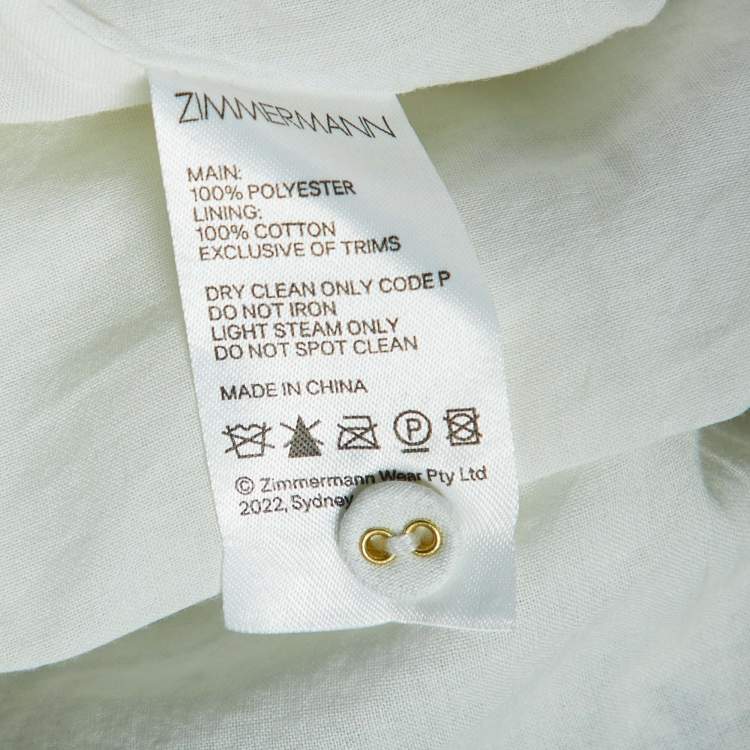 ZIMMERMANN
MAIN:
100% POLYESTER
LINING:
100% COTTON
EXCLUSIVE OF TRIMS
DRY CLEAN ONLY CODE P
DO NOT IRON
LIGHT STEAM ONLY
DO NOT SPOT CLEAN
MADE IN CHINA
P
© Zimmermann Wear Pty Ltd
2022, Sydney